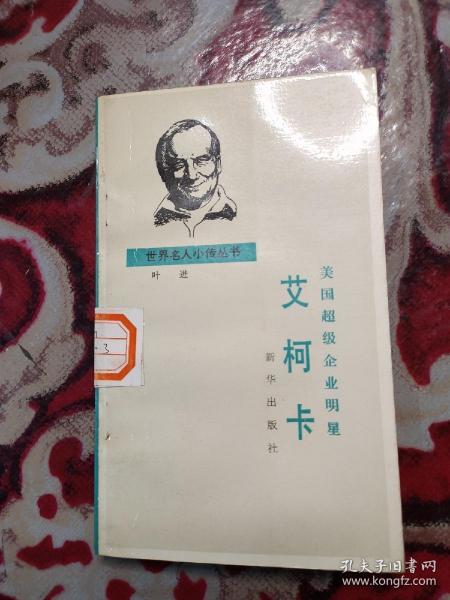 世界名人小传丛书
叶 进
美国超级企业明星
艾柯卡
新华出版社
3
孔夫子旧书网
www.kongfz.com